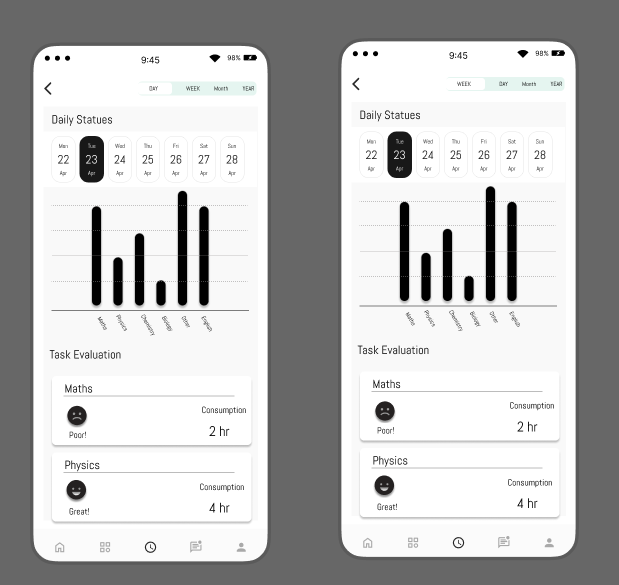 9:45
98%
DAY WEEK Month YEAR
Daily Statues
Mon Tue Wed Thu Fri Sat Sun
22 23 24 25 26 27 28
Apr Apr Apr Apr Apr Apr Apr
Maths Physics Chemistry Biology Other English
Task Evaluation
Maths
Consumption
Poor!
2 hr
Physics
Consumption
Great!
4 hr
9:45
98%
WEEK DAY Month YEAR
Daily Statues
Mon Tue Wed Thu Fri Sat Sun
22 23 24 25 26 27 28
Apr Apr Apr Apr Apr Apr Apr
Maths Physics Chemistry Biology Other English
Task Evaluation
Maths
Consumption
Poor!
2 hr
Physics
Consumption
Great!
4 hr